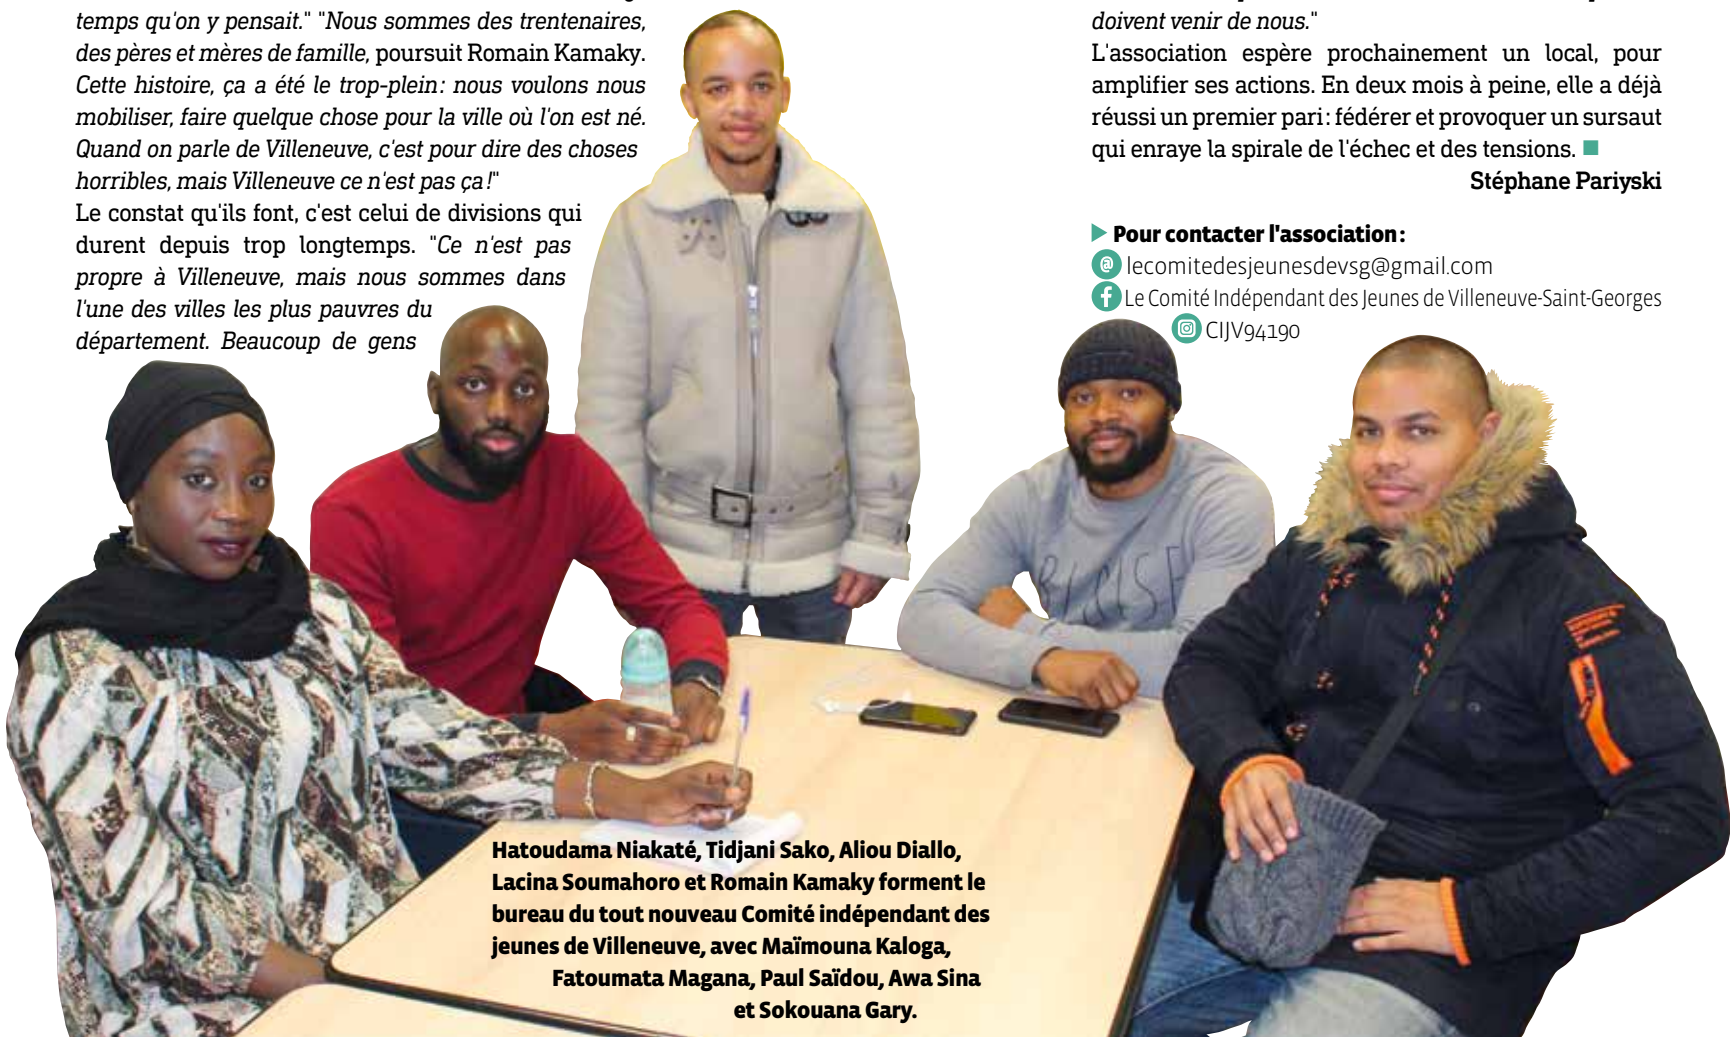 temps qu'on y pensait." "Nous sommes des trentenaires,
des pères et mères de famille, poursuit Romain Kamaky.
Cette histoire, ça a été le trop-plein : nous voulons nous
mobiliser, faire quelque chose pour la ville où l'on est né.
Quand on parle de Villeneuve, c'est pour dire des choses
horribles, mais Villeneuve ce n'est pas ça !"
Le constat qu'ils font, c'est celui de divisions qui
durent depuis trop longtemps. "Ce n'est pas
propre à Villeneuve, mais nous sommes dans
l'une des villes les plus pauvres du
département. Beaucoup de gens
doivent venir de nous."
L'association espère prochainement un local, pour
amplifier ses actions. En deux mois à peine, elle a déjà
réussi un premier pari : fédérer et provoquer un sursaut
qui enraye la spirale de l'échec et des tensions. ■
Stéphane Pariyski
▶ Pour contacter l'association :
@ lecomitedesjeunesdevsg@gmail.com
f Le Comité Indépendant des Jeunes de Villeneuve-Saint-Georges
CIJV94190
Hatoudama Niakaté, Tidjani Sako, Aliou Diallo,
Lacina Soumahoro et Romain Kamaky forment le
bureau du tout nouveau Comité indépendant des
jeunes de Villeneuve, avec Maïmouna Kaloga,
Fatoumata Magana, Paul Saïdou, Awa Sina
et Sokouana Gary.